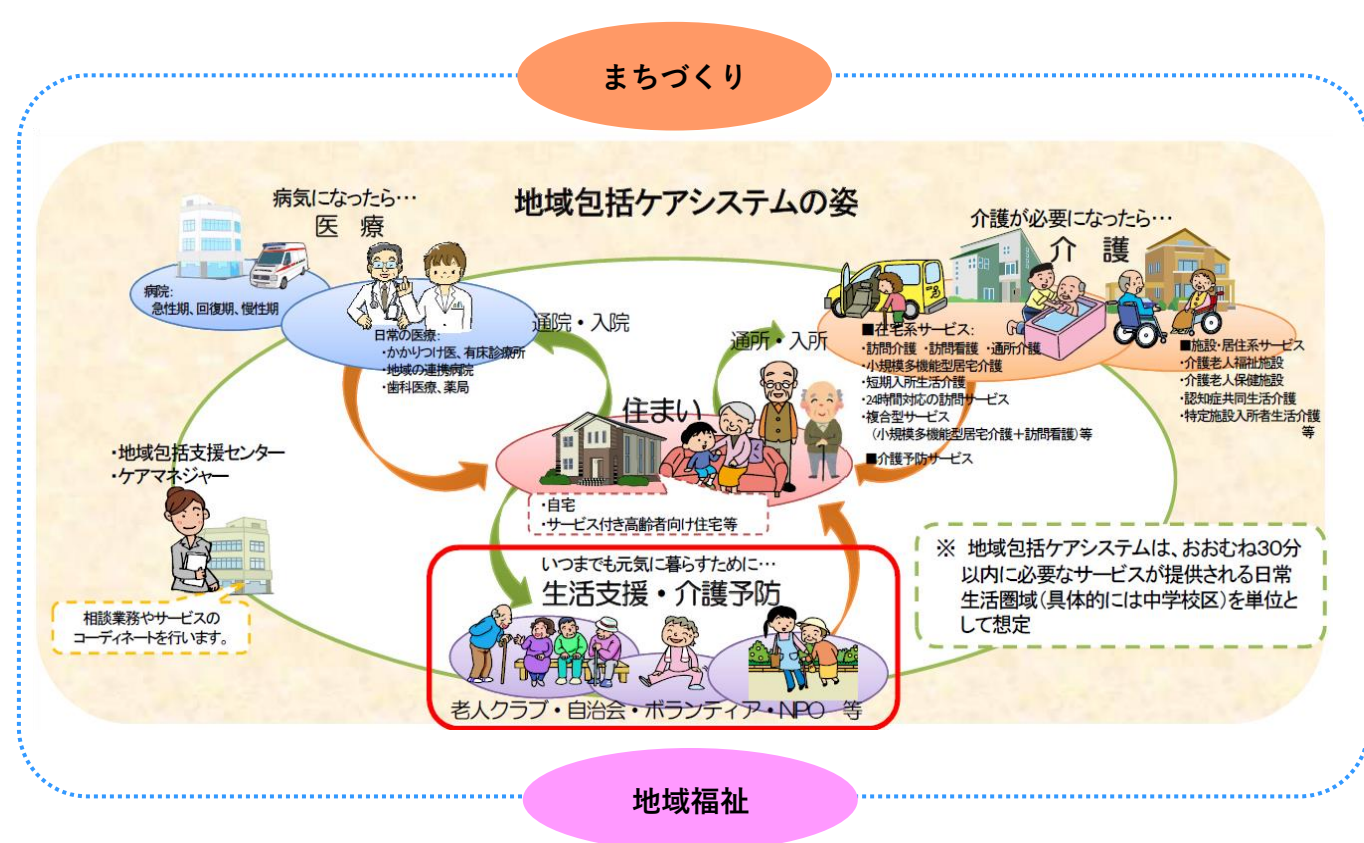 まちづくり
地域包括ケアシステムの姿
病気になったら…
医 療
病院:
急性期、回復期、慢性期
日常の医療:
・かかりつけ医、有床診療所
・地域の連携病院
・歯科医療、薬局
通院・入院
通所・入所
介護が必要になったら…
介 護
■在宅系サービス:
・訪問介護 ・訪問看護 ・通所介護
・小規模多機能型居宅介護
・短期入所生活介護
・24時間対応の訪問サービス
・複合型サービス
(小規模多機能型居宅介護+訪問看護)等
■介護予防サービス
■施設・居住系サービス
・介護老人福祉施設
・介護老人保健施設
・認知症共同生活介護
・特定施設入所者生活介護
等
住まい
・自宅
・サービス付き高齢者向け住宅等
・地域包括支援センター
・ケアマネジャー
相談業務やサービスの
コーディネートを行います。
いつまでも元気に暮らすために…
生活支援・介護予防
老人クラブ・自治会・ボランティア・NPO 等
※ 地域包括ケアシステムは、おおむね30分
以内に必要なサービスが提供される日常
生活圏域(具体的には中学校区)を単位と
して想定
地域福祉